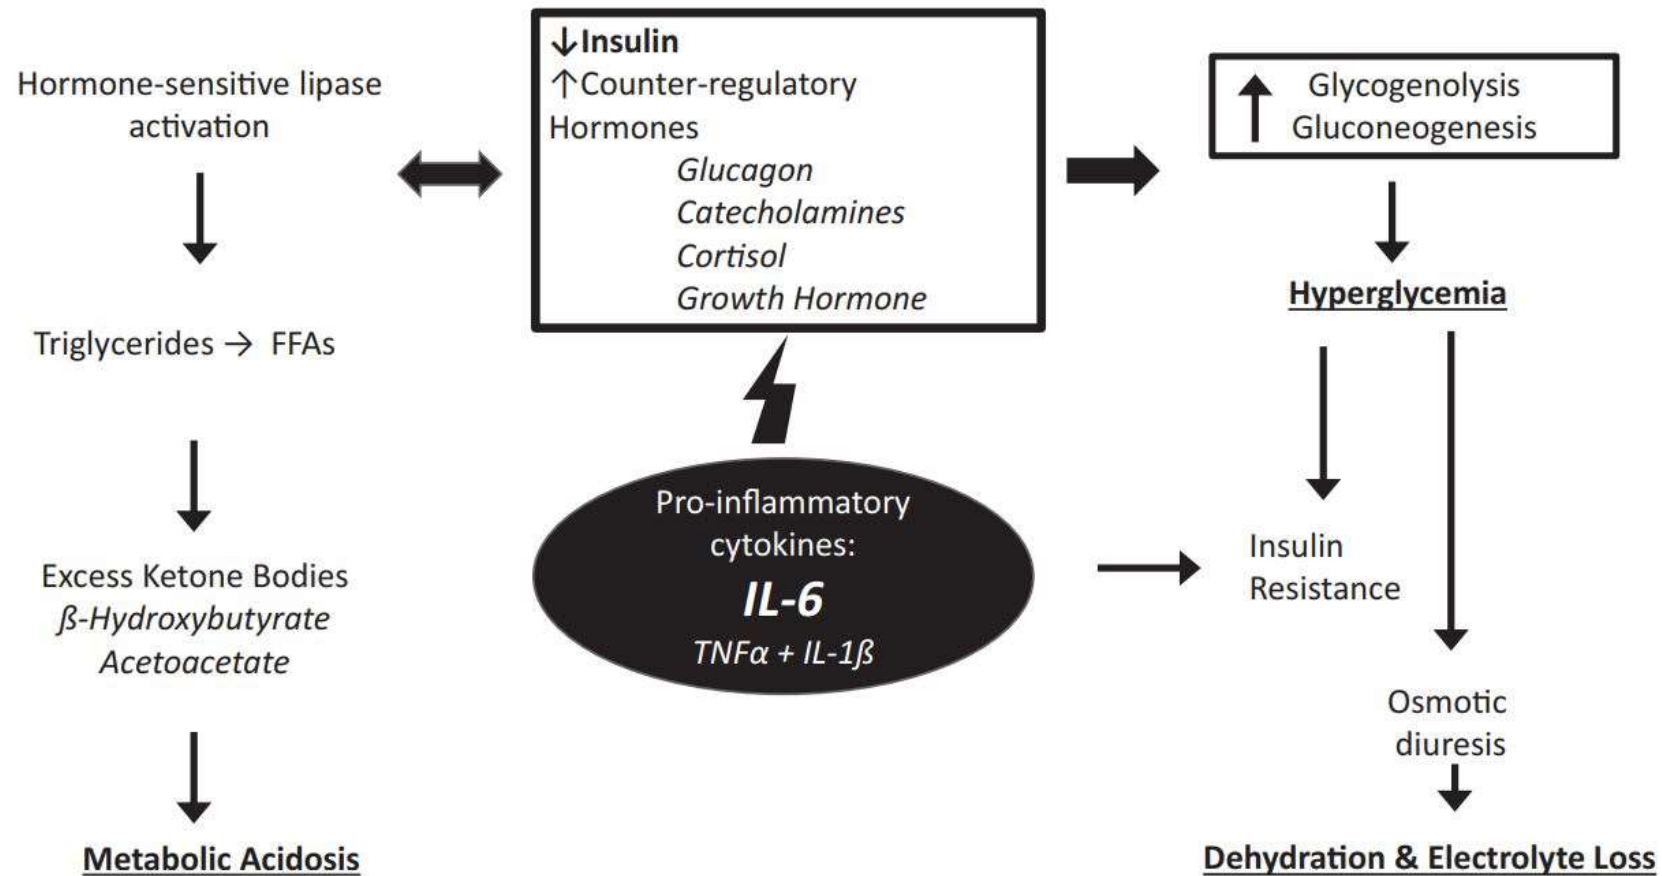 Hormone-sensitive lipase
activation
Triglycerides → FFAs
Excess Ketone Bodies
ß-Hydroxybutyrate
Acetoacetate
Metabolic Acidosis
↓Insulin
↑Counter-regulatory
Hormones
Glucagon
Catecholamines
Cortisol
Growth Hormone
Pro-inflammatory
cytokines:
IL-6
TNFα + IL-1ß
Glycogenolysis
Gluconeogenesis
Hyperglycemia
Insulin
Resistance
Osmotic
diuresis
Dehydration & Electrolyte Loss